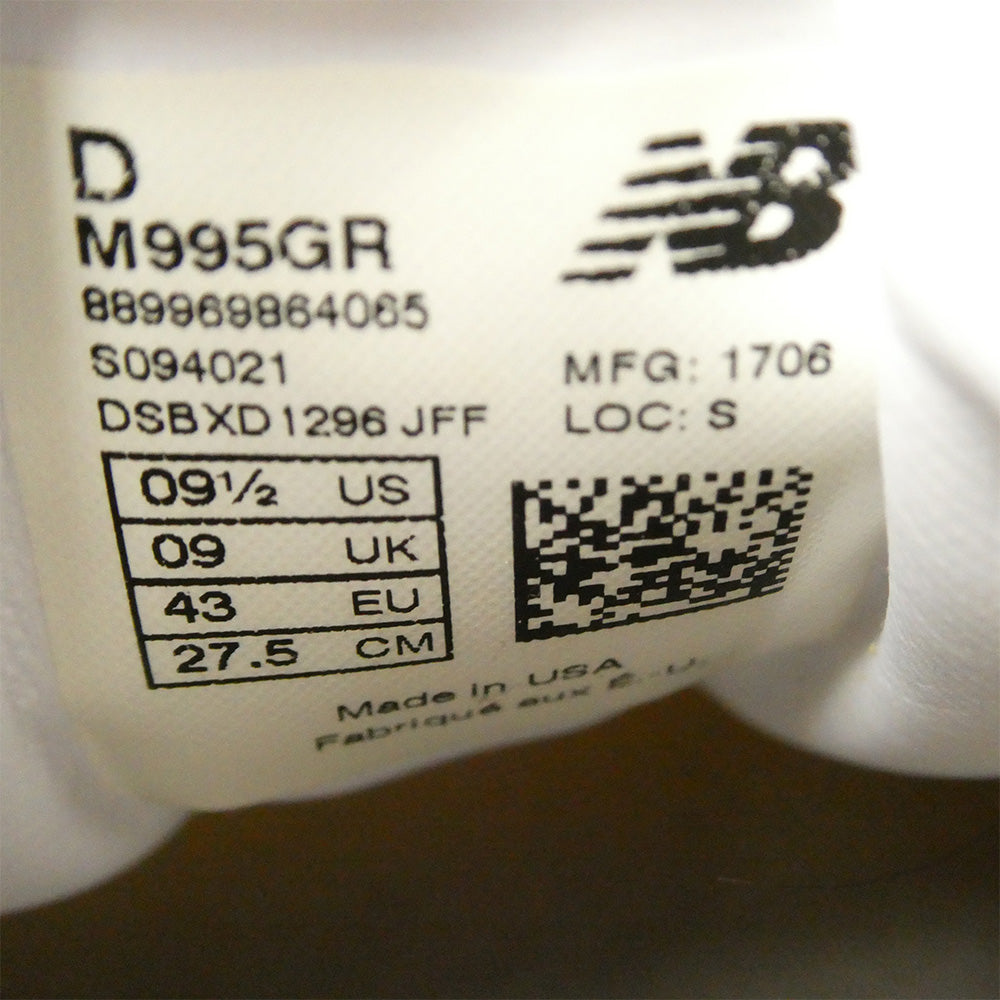 D
NB
M995GR
889969864065
S094021
MFG: 1706
DSBXD1296 JFF
LOC: S
09½ US
09 UK
43 EU
27.5 CM
Made in USA
Fabriqué aux É.-U.